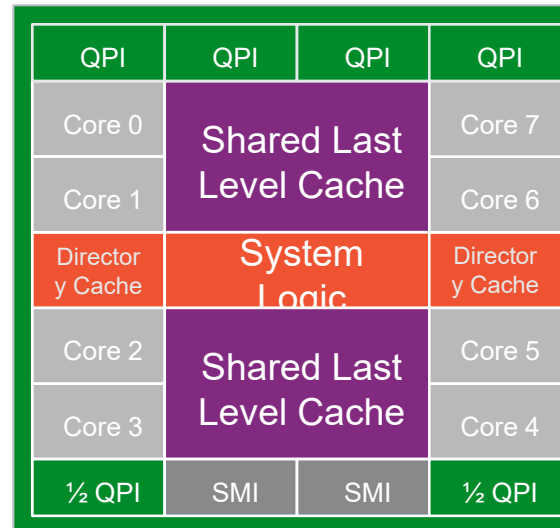 QPI QPI QPI QPI
Core 0
Shared Last
Level Cache
Core 7
Core 1
Core 6
Director
y Cache
System
Logic
Director
y Cache
Core 2
Shared Last
Level Cache
Core 5
Core 3
Core 4
½ QPI SMI SMI ½ QPI